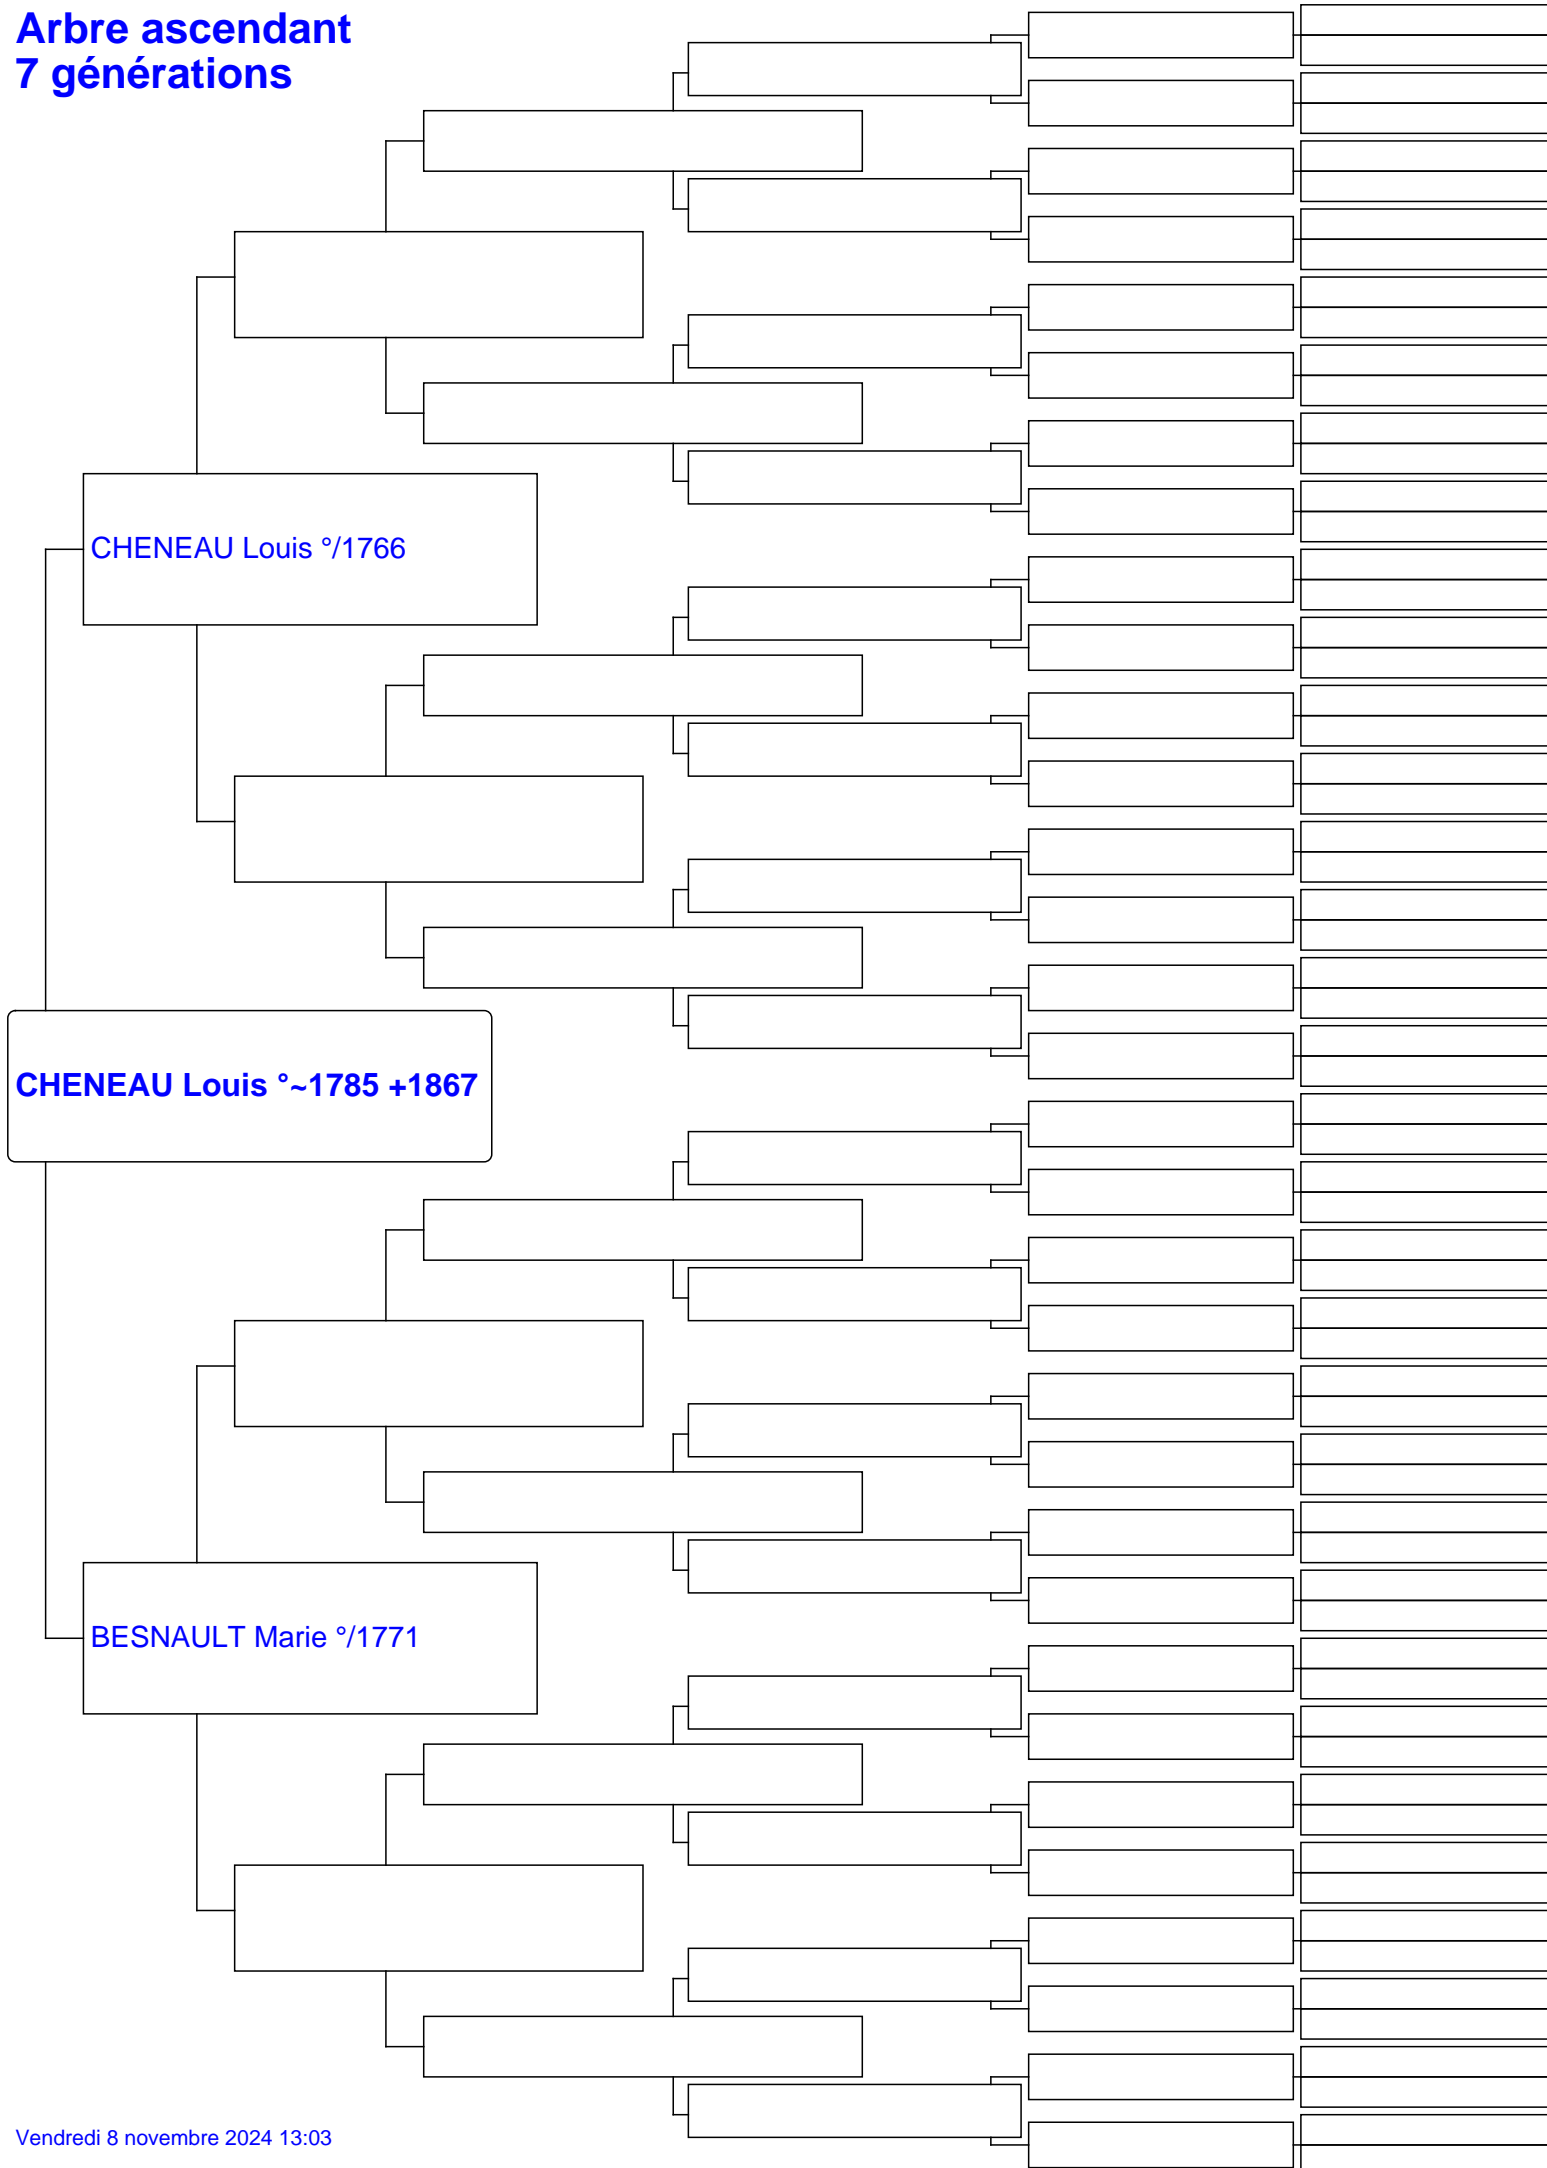 Arbre ascendant
7 générations
CHENEAU Louis °/1766
CHENEAU Louis °~1785 +1867
BESNAULT Marie °/1771
Vendredi 8 novembre 2024 13:03